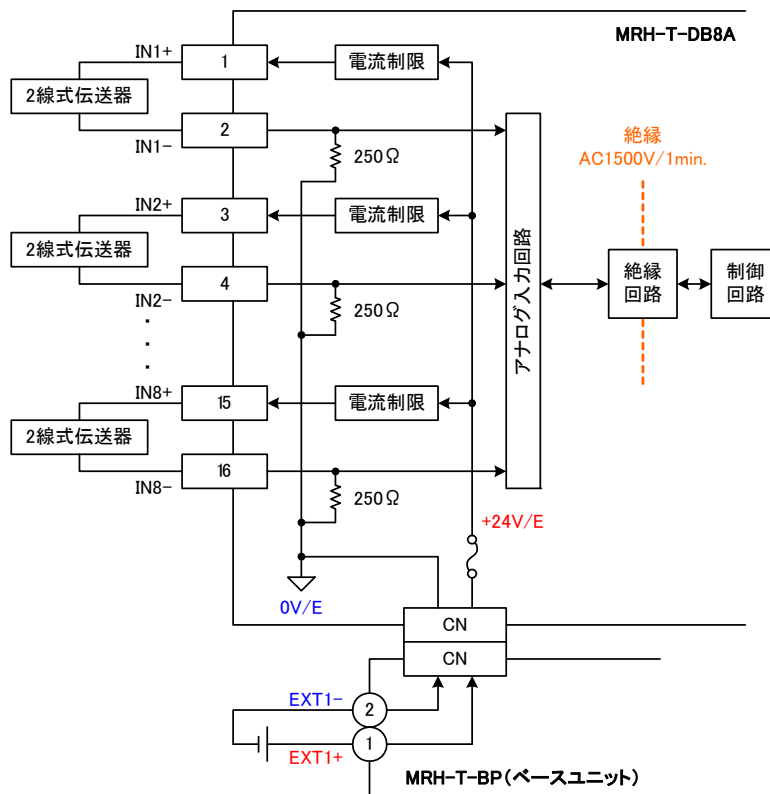 MRH-T-DB8A
IN1+
1
電流制限
2線式伝送器
2
IN1-
250Ω
絶縁
AC1500V/1min.
IN2+
3
電流制限
2線式伝送器
4
IN2-
250Ω
アナログ入力回路
絶縁
回路
制御
回路
・
・
・
・
IN8+
15
電流制限
2線式伝送器
16
IN8-
250Ω
+24V/E
0V/E
CN
CN
EXT1-
2
1
EXT1+
MRH-T-BP(ベースユニット)